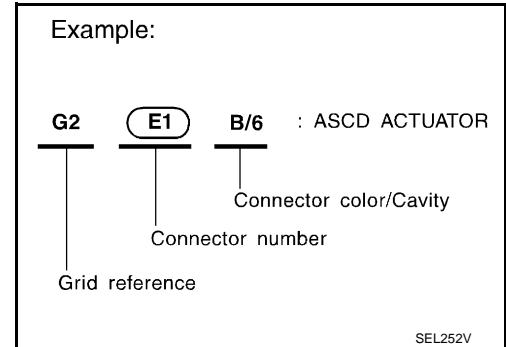 Example:
G2 E1 B/6 : ASCD ACTUATOR
Connector color/Cavity
Connector number
Grid reference
SEL252V